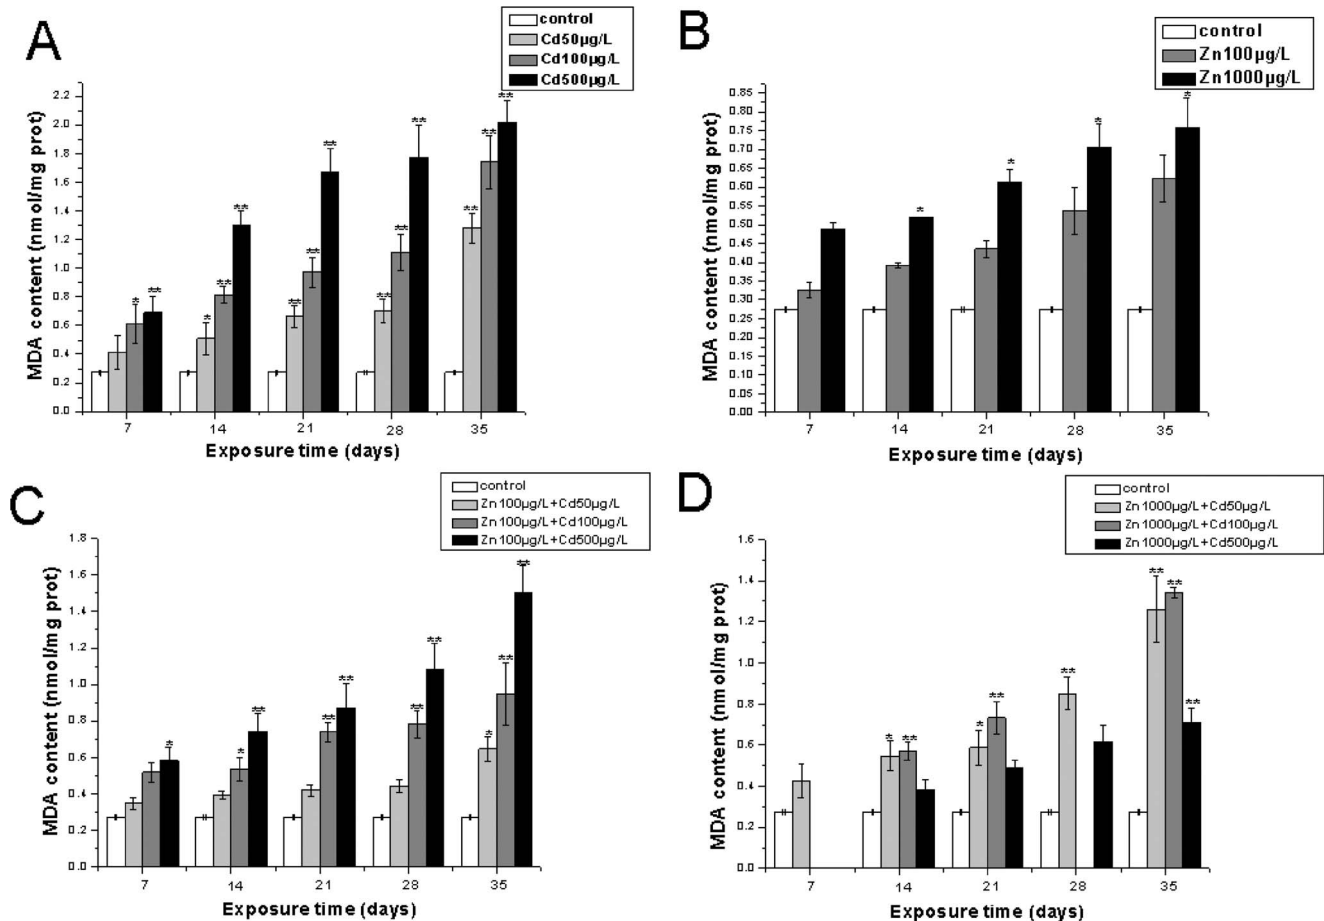 A
control
Cd50µg/L
Cd100µg/L
Cd500µg/L
MDA content (nmol/mg prot)
2.2
2.0
1.8
1.6
1.4
1.2
1.0
0.8
0.6
0.4
0.2
0.0
** ** ** ** ** ** ** ** ** ** ** * * **
7 14 21 28 35
Exposure time (days)
B
control
Zn100µg/L
Zn1000µg/L
MDA content (nmol/mg prot)
0.85
0.80
0.75
0.70
0.65
0.60
0.55
0.50
0.45
0.40
0.35
0.30
0.25
0.20
0.15
0.10
0.05
0.00
* * * *
7 14 21 28 35
Exposure time (days)
C
control
Zn100µg/L+Cd50µg/L
Zn100µg/L+Cd100µg/L
Zn100µg/L+Cd500µg/L
MDA content (nmol/mg prot)
1.8
1.6
1.4
1.2
1.0
0.8
0.6
0.4
0.2
0.0
* * ** ** ** ** ** * ** **
7 14 21 28 35
Exposure time (days)
D
control
Zn1000µg/L+Cd50µg/L
Zn1000µg/L+Cd100µg/L
Zn1000µg/L+Cd500µg/L
MDA content (nmol/mg prot)
1.6
1.4
1.2
1.0
0.8
0.6
0.4
0.2
0.0
* ** * ** ** ** ** **
7 14 21 28 35
Exposure time (days)